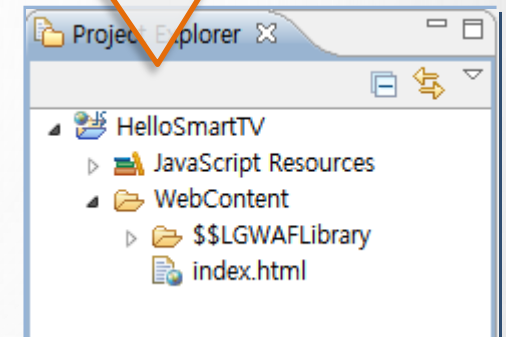 Project Explorer
HelloSmartTV
JavaScript Resources
WebContent
$$LGWAFLibrary
index.html